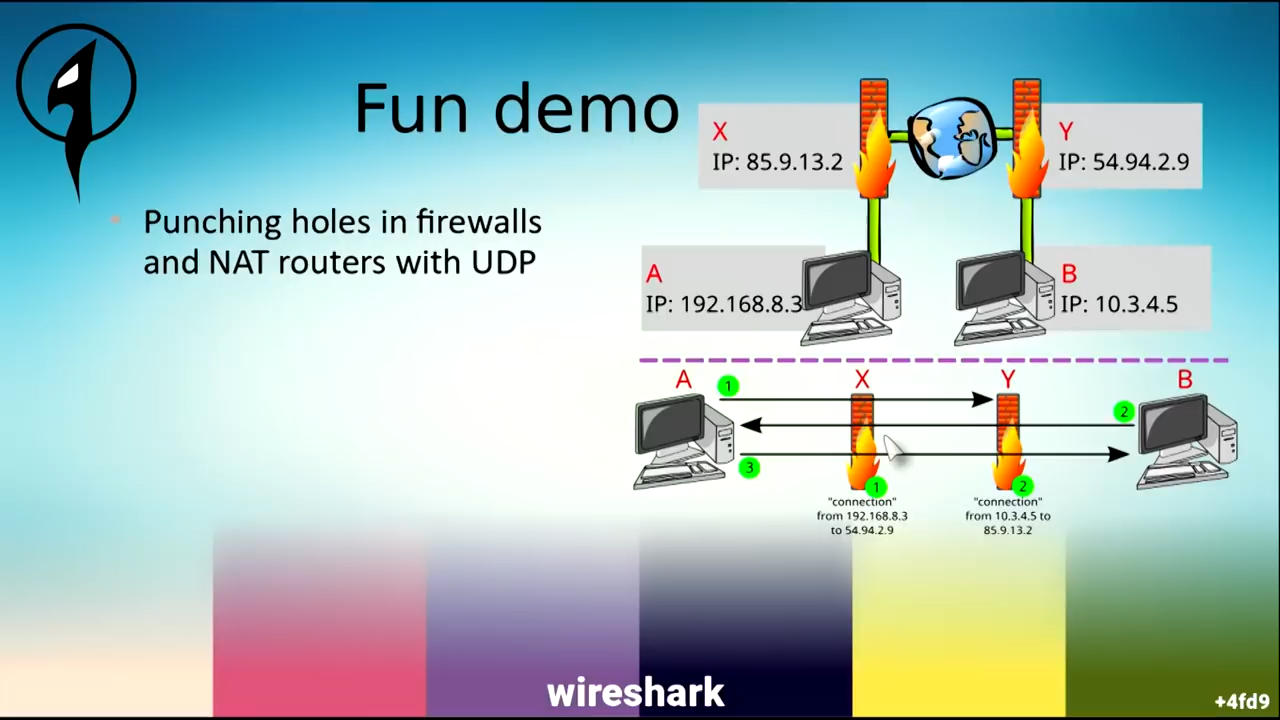 Fun demo
Punching holes in firewalls
and NAT routers with UDP
X
IP: 85.9.13.2
Y
IP: 54.94.2.9
A
IP: 192.168.8.3
B
IP: 10.3.4.5
A
X
Y
B
1
2
3
1
2
"connection"
from 192.168.8.3
to 54.94.2.9
"connection"
from 10.3.4.5 to
85.9.13.2
wireshark
+4fd9